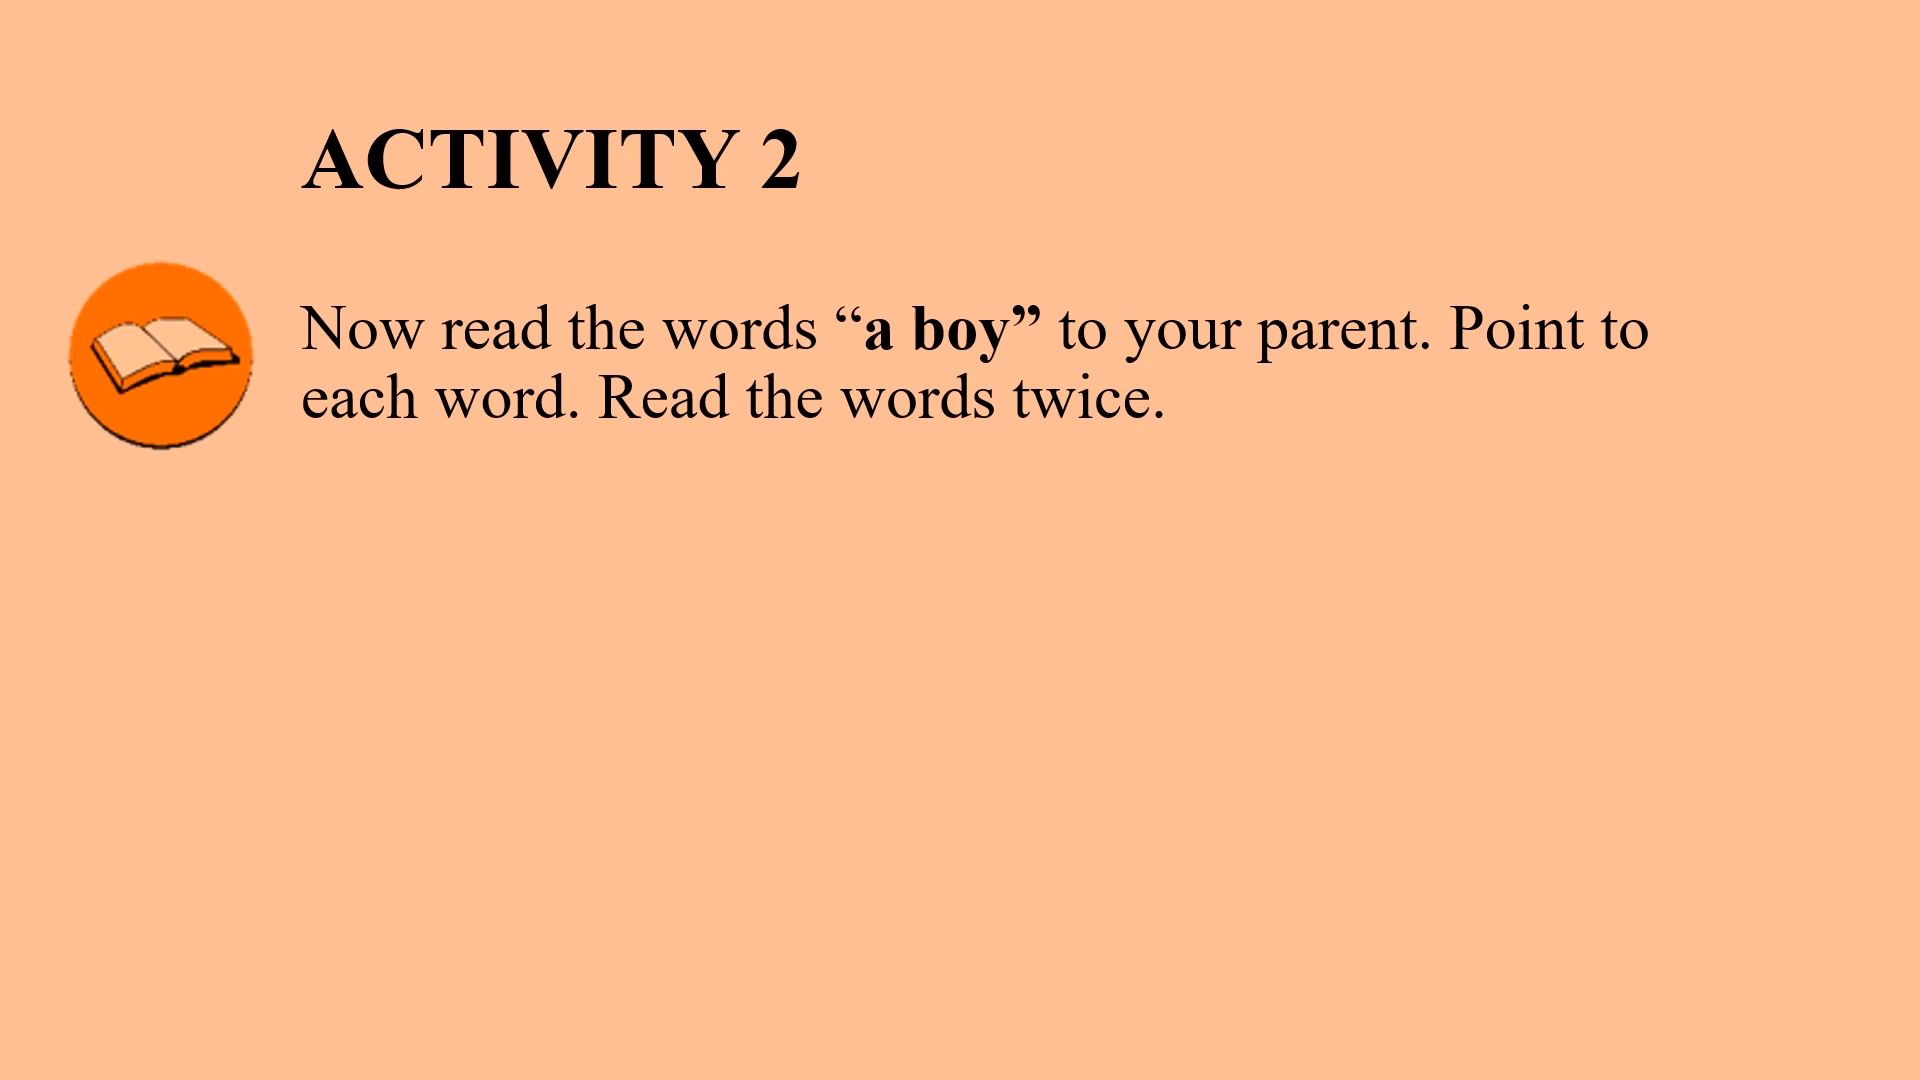 ACTIVITY 2
Now read the words “a boy” to your parent. Point to
each word. Read the words twice.